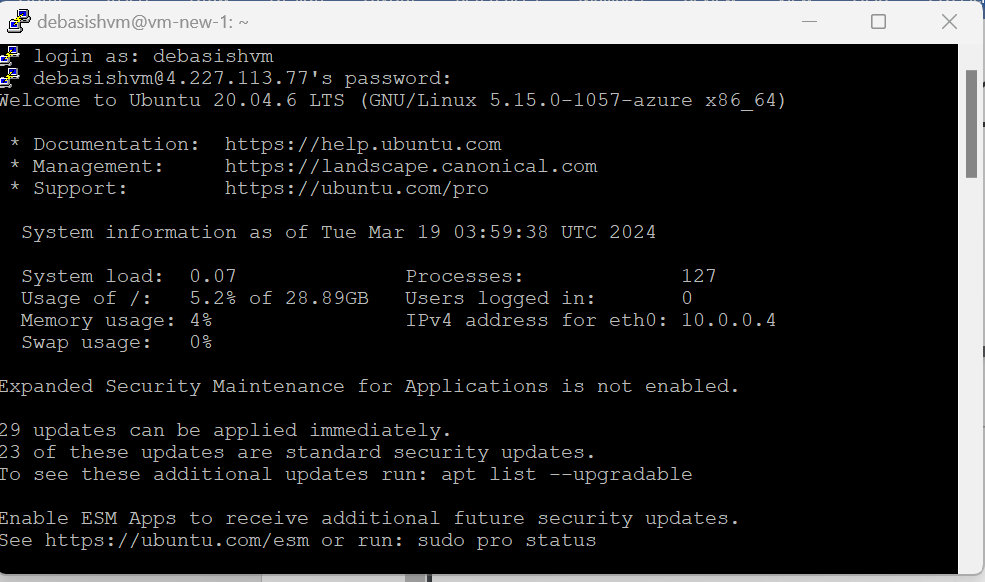 debasishvm@vm-new-1: ~
login as: debasishvm
debasishvm@4.227.113.77's password:
Welcome to Ubuntu 20.04.6 LTS (GNU/Linux 5.15.0-1057-azure x86_64)
* Documentation:  https://help.ubuntu.com
* Management:     https://landscape.canonical.com
* Support:        https://ubuntu.com/pro
System information as of Tue Mar 19 03:59:38 UTC 2024
System load:  0.07               Processes:             127
Usage of /:   5.2% of 28.89GB   Users logged in:       0
Memory usage: 4%                IPv4 address for eth0: 10.0.0.4
Swap usage:   0%
Expanded Security Maintenance for Applications is not enabled.
29 updates can be applied immediately.
23 of these updates are standard security updates.
To see these additional updates run: apt list --upgradable
Enable ESM Apps to receive additional future security updates.
See https://ubuntu.com/esm or run: sudo pro status